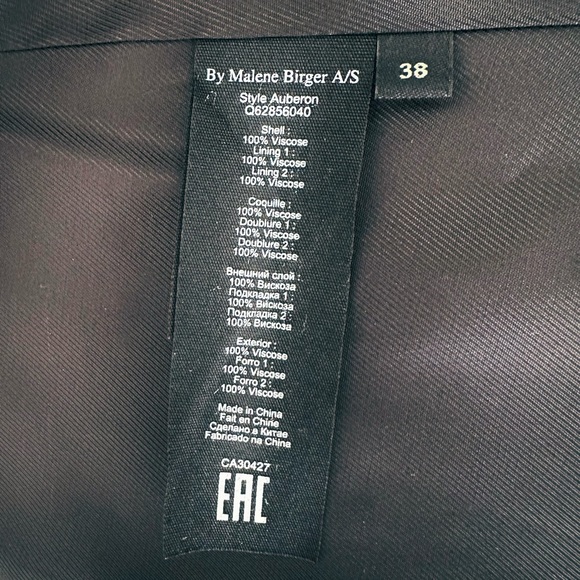 By Malene Birger A/S
38
Style Auberon
Q62856040
Shell :
100% Viscose
Lining 1 :
100% Viscose
Lining 2 :
100% Viscose
Coquille :
100% Viscose
Doublure 1 :
100% Viscose
Doublure 2 :
100% Viscose
Внешний слой :
100% Вискоза
Подкладка 1 :
100% Вискоза
Подкладка 2 :
100% Вискоза
Exterior :
100% Viscose
Forro 1 :
100% Viscose
Forro 2 :
100% Viscose
Made in China
Fait en Chine
Сделано в Китае
Fabricado na China
CA30427
EAC